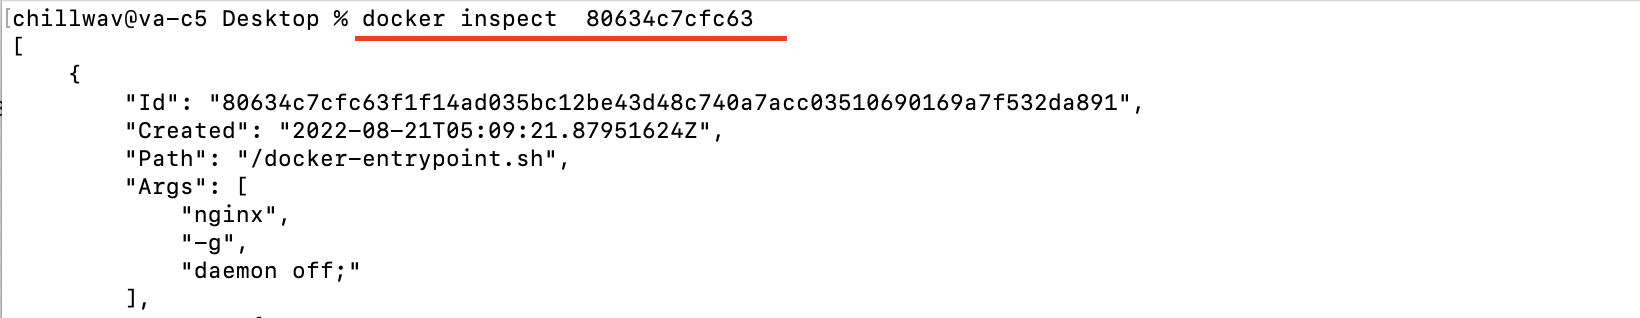 [chillwav@va-c5 Desktop % docker inspect  80634c7cfc63
[
    {
        "Id": "80634c7cfc63f1f14ad035bc12be43d48c740a7acc03510690169a7f532da891",
        "Created": "2022-08-21T05:09:21.87951624Z",
        "Path": "/docker-entrypoint.sh",
        "Args": [
            "nginx",
            "-g",
            "daemon off;"
        ],